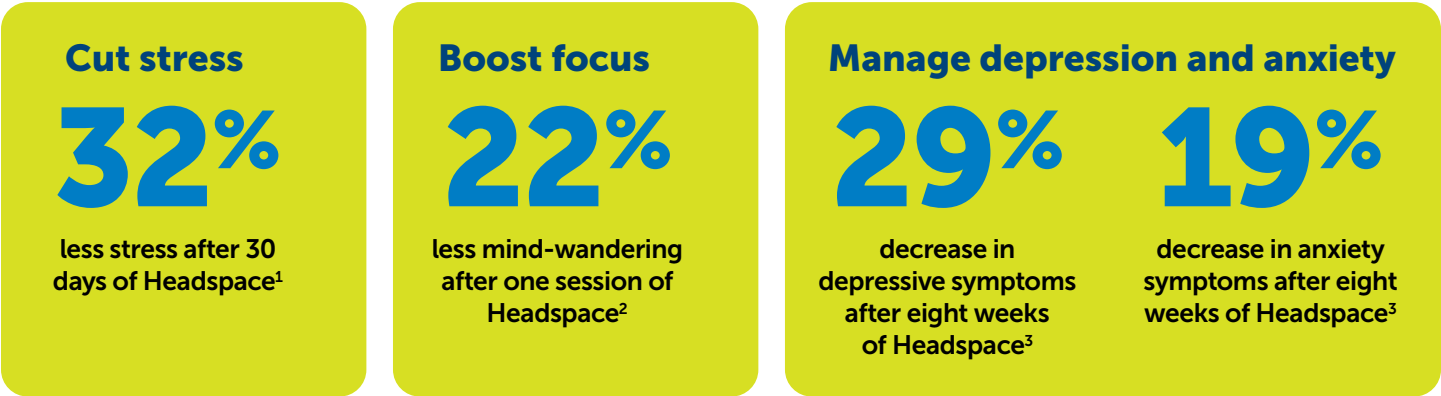 Cut stress
32%
less stress after 30
days of Headspace¹
Boost focus
22%
less mind-wandering
after one session of
Headspace²
Manage depression and anxiety
29%
decrease in
depressive symptoms
after eight weeks
of Headspace³
19%
decrease in anxiety
symptoms after eight
weeks of Headspace³